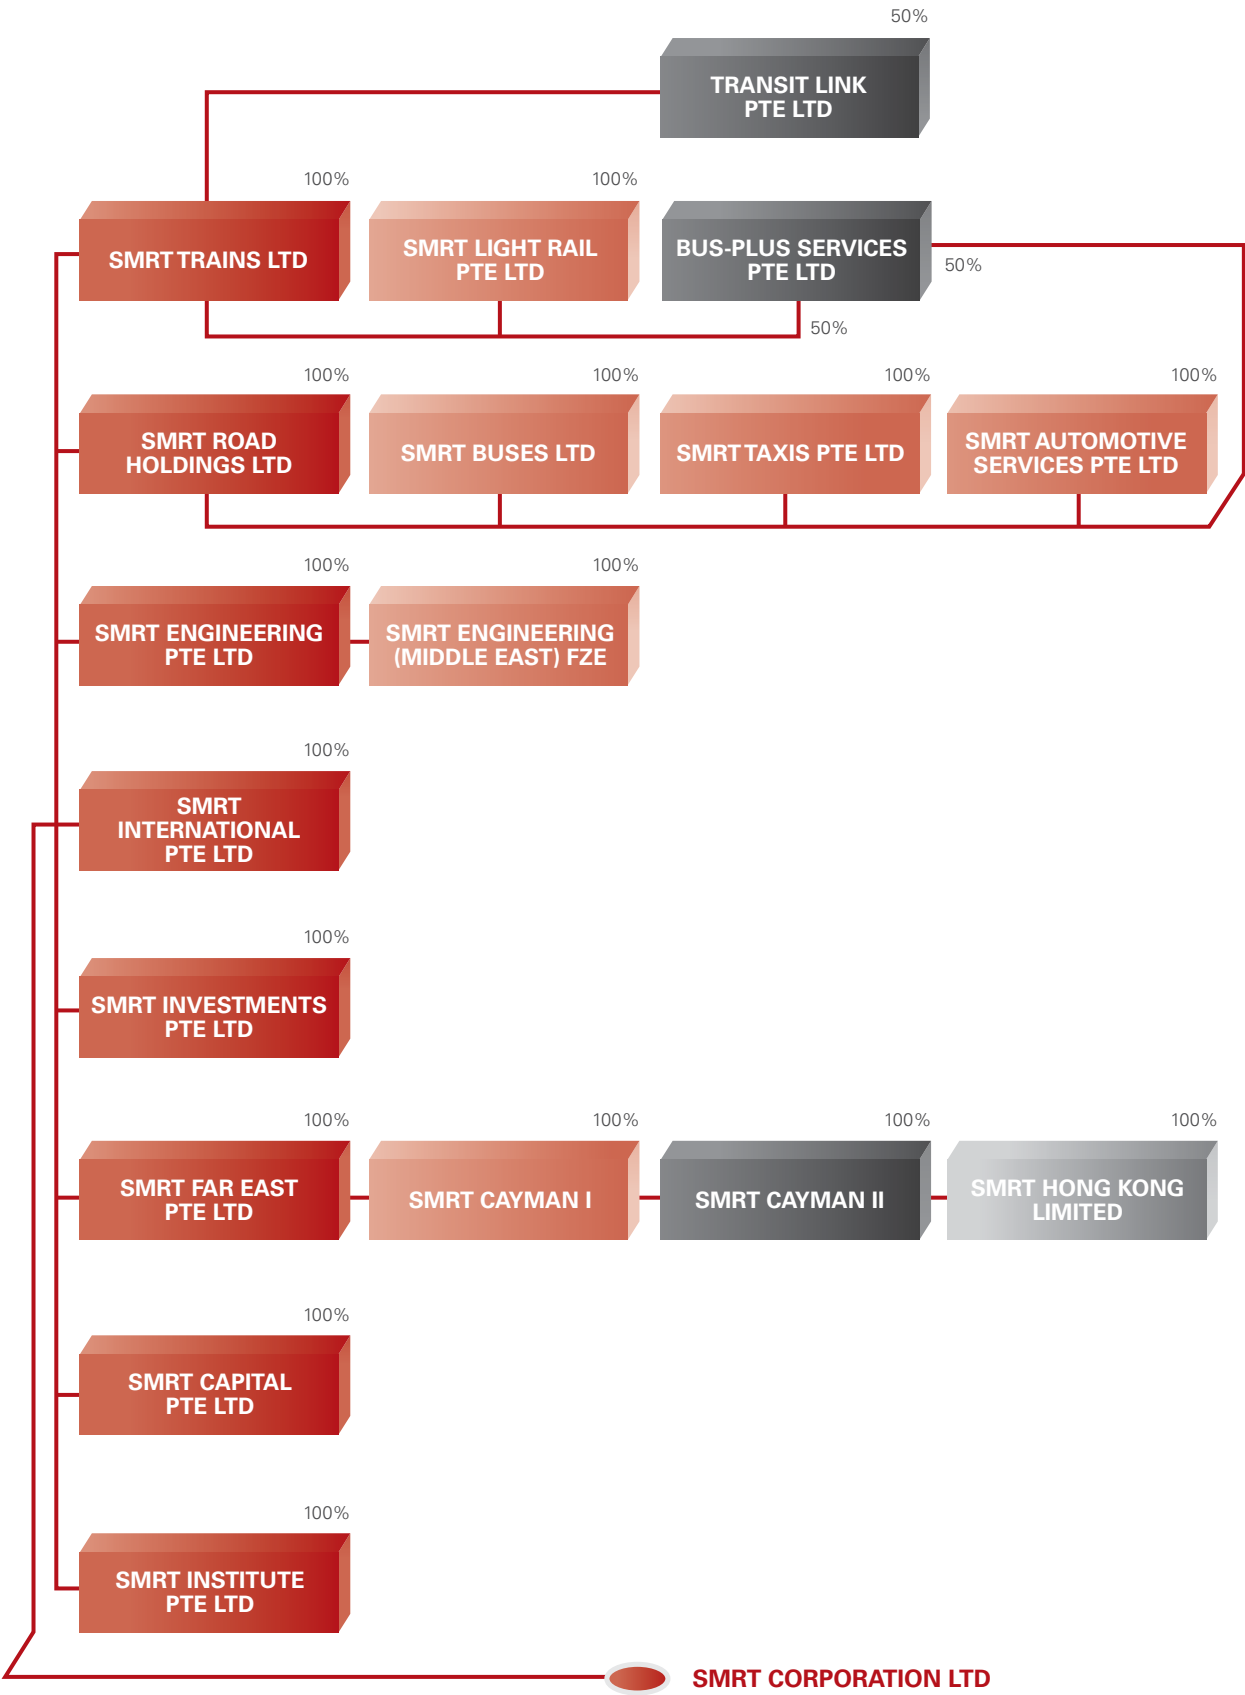 50%
TRANSIT LINK
PTE LTD
100%
100%
SMRT TRAINS LTD
SMRT LIGHT RAIL
PTE LTD
BUS-PLUS SERVICES
PTE LTD
50%
50%
100%
100%
100%
100%
SMRT ROAD
HOLDINGS LTD
SMRT BUSES LTD
SMRT TAXIS PTE LTD
SMRT AUTOMOTIVE
SERVICES PTE LTD
100%
100%
SMRT ENGINEERING
PTE LTD
SMRT ENGINEERING
(MIDDLE EAST) FZE
100%
SMRT
INTERNATIONAL
PTE LTD
100%
SMRT INVESTMENTS
PTE LTD
100%
100%
100%
100%
SMRT FAR EAST
PTE LTD
SMRT CAYMAN I
SMRT CAYMAN II
SMRT HONG KONG
LIMITED
100%
SMRT CAPITAL
PTE LTD
100%
SMRT INSTITUTE
PTE LTD
SMRT CORPORATION LTD